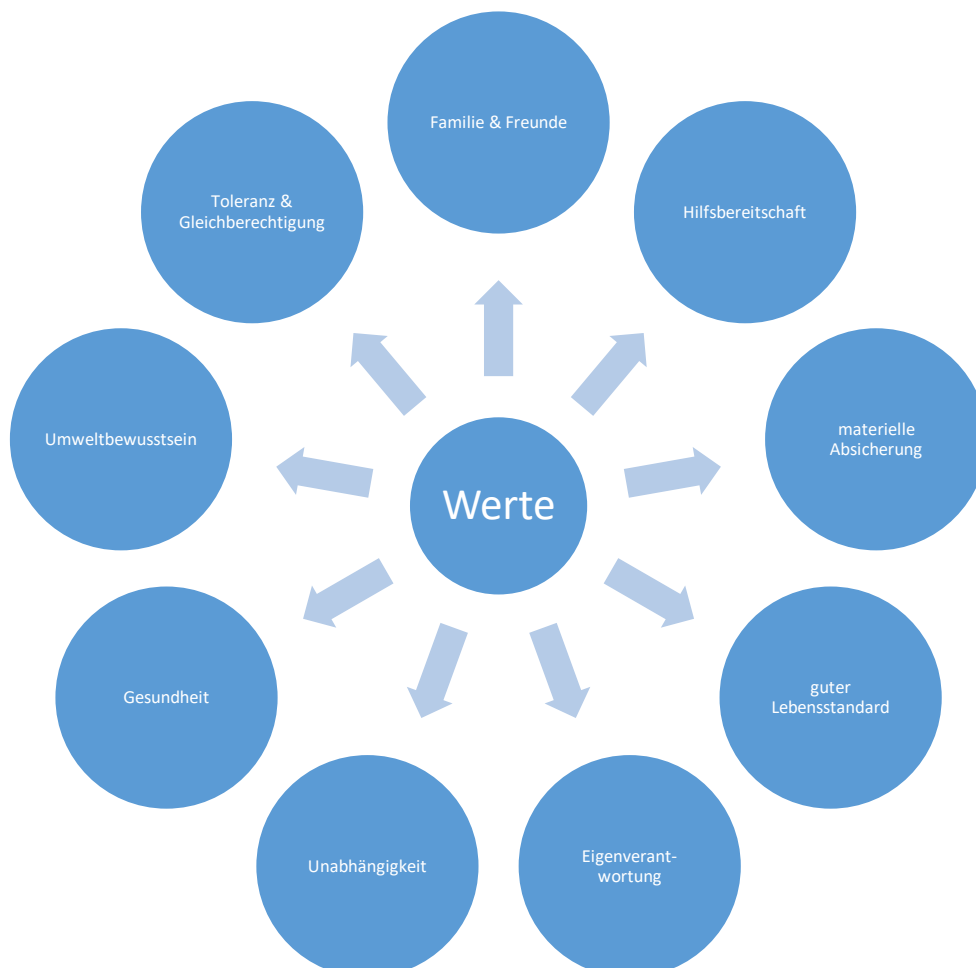 Familie & Freunde
Hilfsbereitschaft
materielle
Absicherung
guter
Lebensstandard
Eigenverant-
wortung
Unabhängigkeit
Gesundheit
Umweltbewusstsein
Toleranz &
Gleichberechtigung
Werte